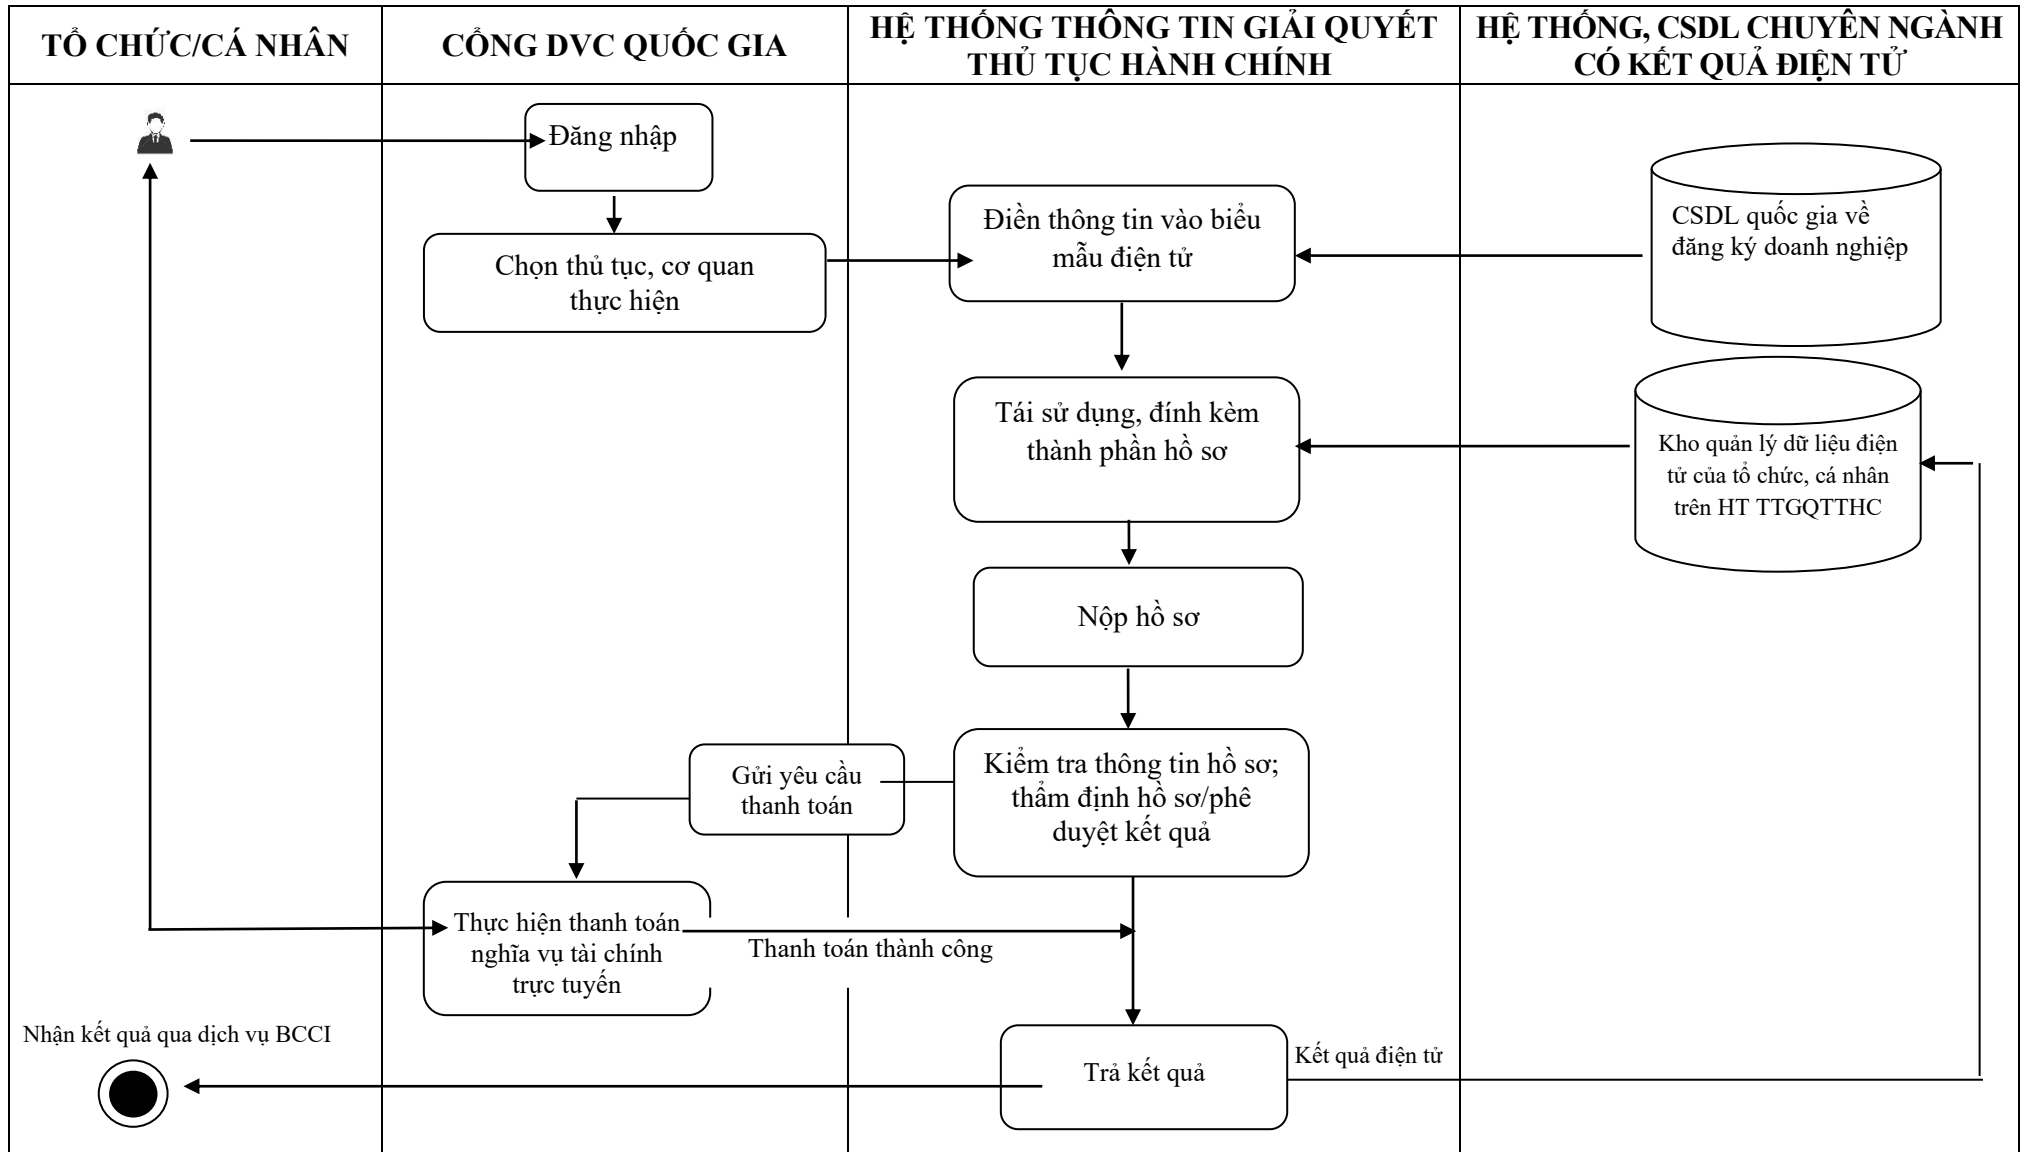 TỔ CHỨC/CÁ NHÂN
CỔNG DVC QUỐC GIA
HỆ THỐNG THÔNG TIN GIẢI QUYẾT
THỦ TỤC HÀNH CHÍNH
HỆ THỐNG, CSDL CHUYÊN NGÀNH
CÓ KẾT QUẢ ĐIỆN TỬ
Đăng nhập
Chọn thủ tục, cơ quan
thực hiện
Điền thông tin vào biểu
mẫu điện tử
CSDL quốc gia về
đăng ký doanh nghiệp
Tái sử dụng, đính kèm
thành phần hồ sơ
Kho quản lý dữ liệu điện
tử của tổ chức, cá nhân
trên HT TTGQTTHC
Nộp hồ sơ
Kiểm tra thông tin hồ sơ;
thẩm định hồ sơ/phê
duyệt kết quả
Gửi yêu cầu
thanh toán
Thực hiện thanh toán
nghĩa vụ tài chính
trực tuyến
Thanh toán thành công
Nhận kết quả qua dịch vụ BCCI
Trả kết quả
Kết quả điện tử